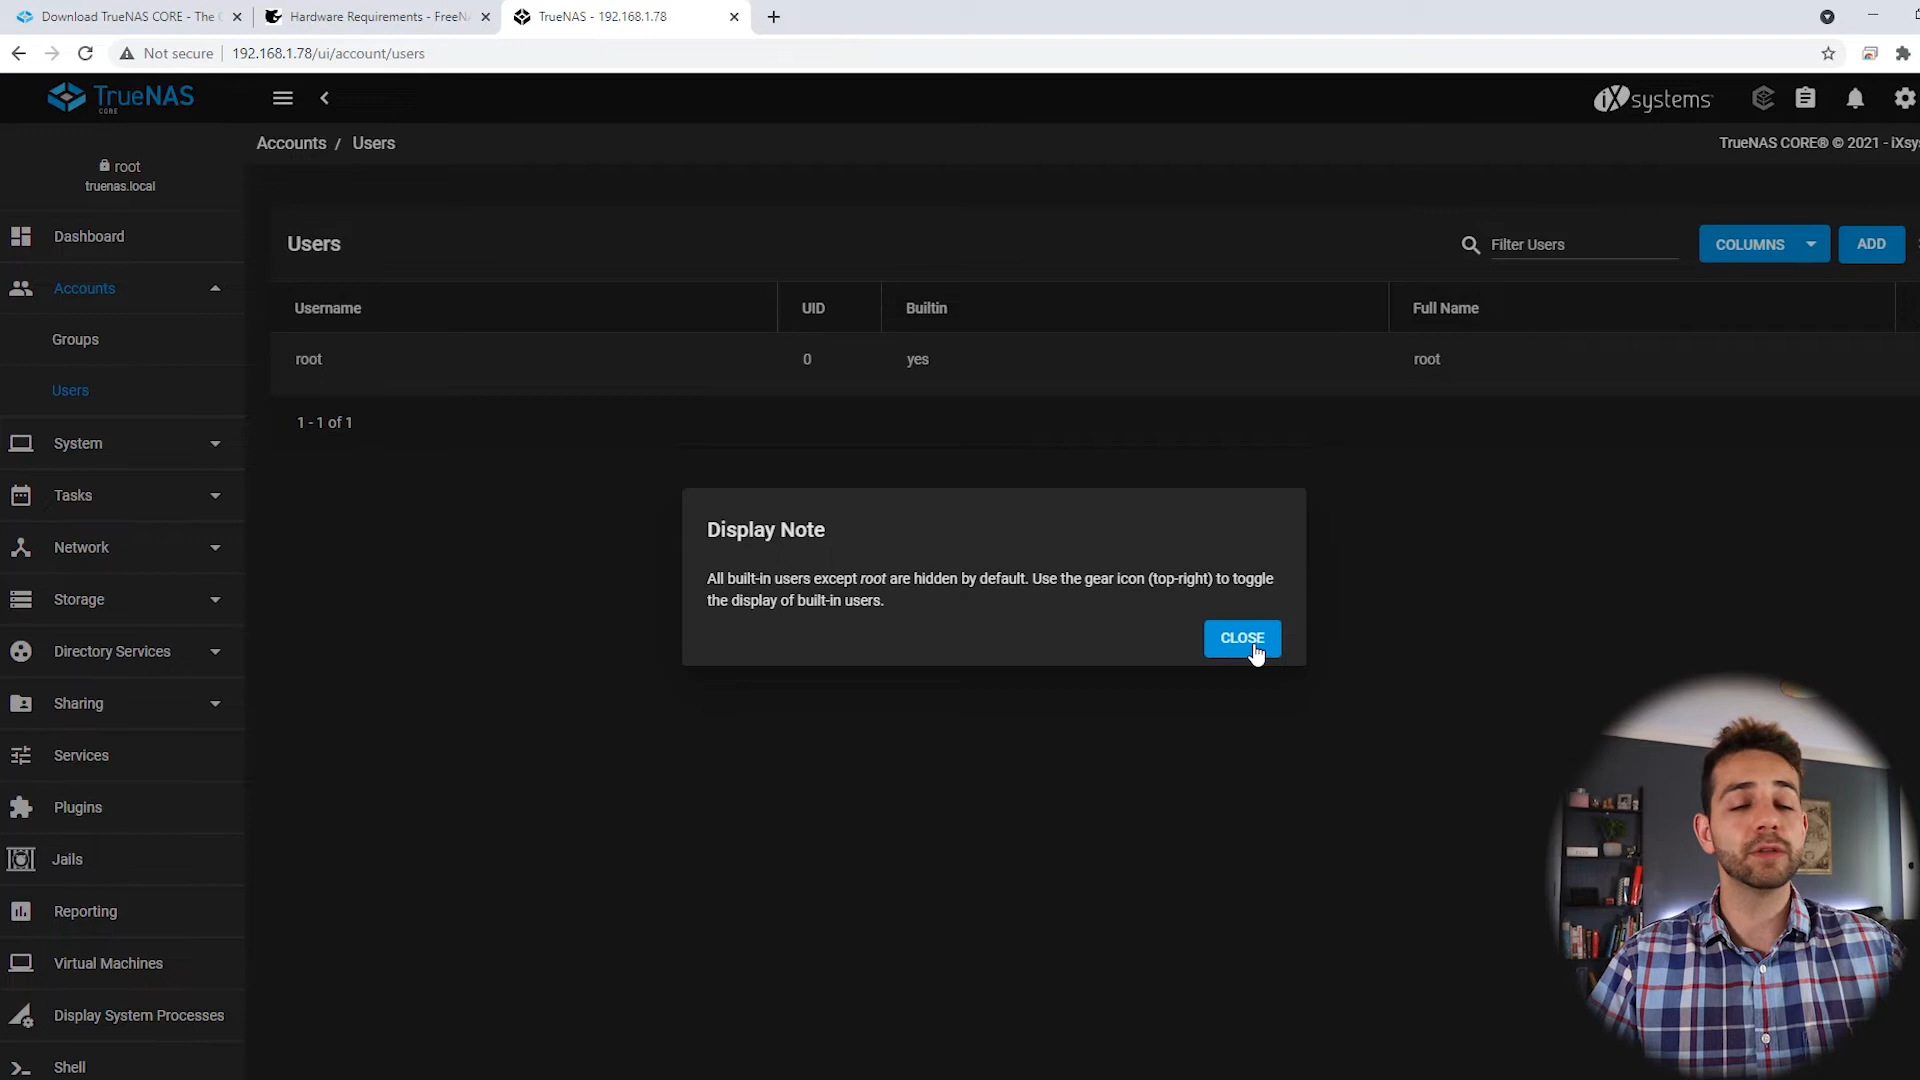 Download TrueNAS CORE - The
Hardware Requirements - FreeN
TrueNAS - 192.168.1.78
Not secure
192.168.1.78/ui/account/users
TrueNAS
CORE
iXsystems
Accounts / Users
TrueNAS CORE® © 2021 - iXsy
root
truenas.local
Dashboard
Accounts
Groups
Users
System
Tasks
Network
Storage
Directory Services
Sharing
Services
Plugins
Jails
Reporting
Virtual Machines
Display System Processes
Shell
Users
Filter Users
COLUMNS
ADD
Username
UID
Builtin
Full Name
root
0
yes
root
1 - 1 of 1
Display Note
All built-in users except root are hidden by default. Use the gear icon (top-right) to toggle
the display of built-in users.
CLOSE